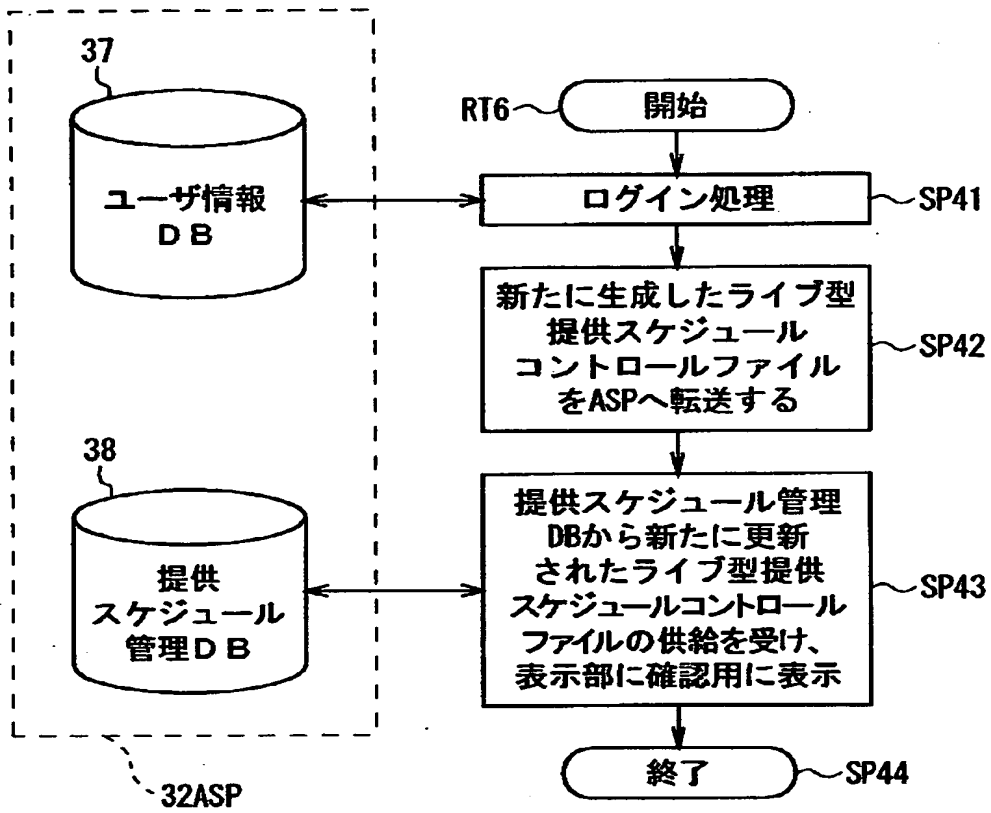 37
ユーザ情報
DB
38
提供
スケジュール
管理DB
32ASP
RT6
開始
ログイン処理
SP41
新たに生成したライブ型
提供スケジュール
コントロールファイル
をASPへ転送する
SP42
提供スケジュール管理
DBから新たに更新
されたライブ型提供
スケジュールコントロール
ファイルの供給を受け、
表示部に確認用に表示
SP43
終了
SP44